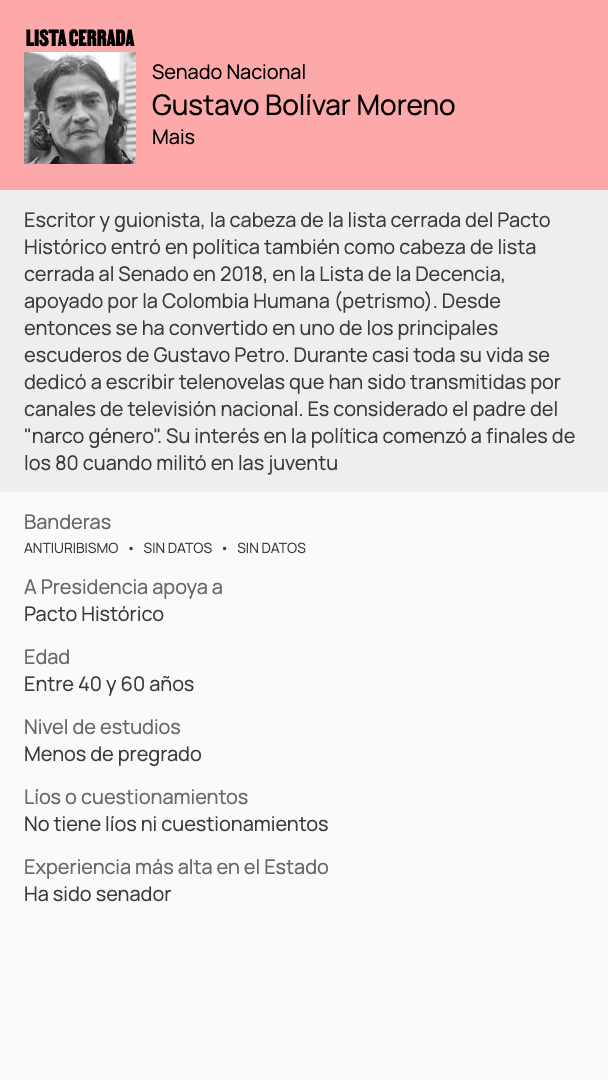 LISTA CERRADA
Senado Nacional
Gustavo Bolívar Moreno
Mais
Escritor y guionista, la cabeza de la lista cerrada del Pacto
Histórico entró en política también como cabeza de lista
cerrada al Senado en 2018, en la Lista de la Decencia,
apoyado por la Colombia Humana (petrismo). Desde
entonces se ha convertido en uno de los principales
escuderos de Gustavo Petro. Durante casi toda su vida se
dedicó a escribir telenovelas que han sido transmitidas por
canales de televisión nacional. Es considerado el padre del
"narco género". Su interés en la política comenzó a finales de
los 80 cuando militó en las juventu
Banderas
ANTIURIBISMO • SIN DATOS • SIN DATOS
A Presidencia apoya a
Pacto Histórico
Edad
Entre 40 y 60 años
Nivel de estudios
Menos de pregrado
Líos o cuestionamientos
No tiene líos ni cuestionamientos
Experiencia más alta en el Estado
Ha sido senador